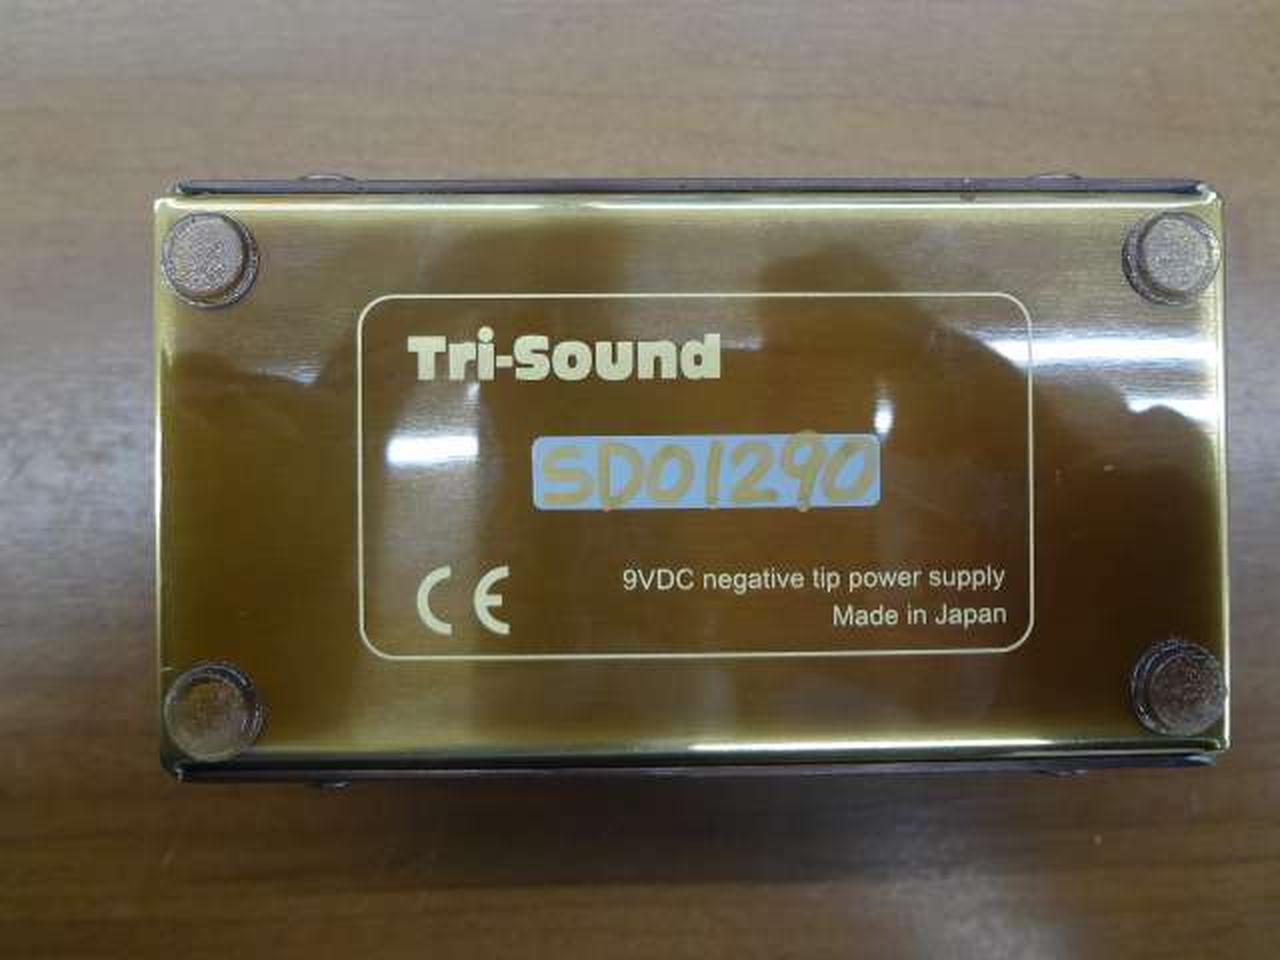 Tri-Sound
SD01290
CE
9VDC negative tip power supply
Made in Japan